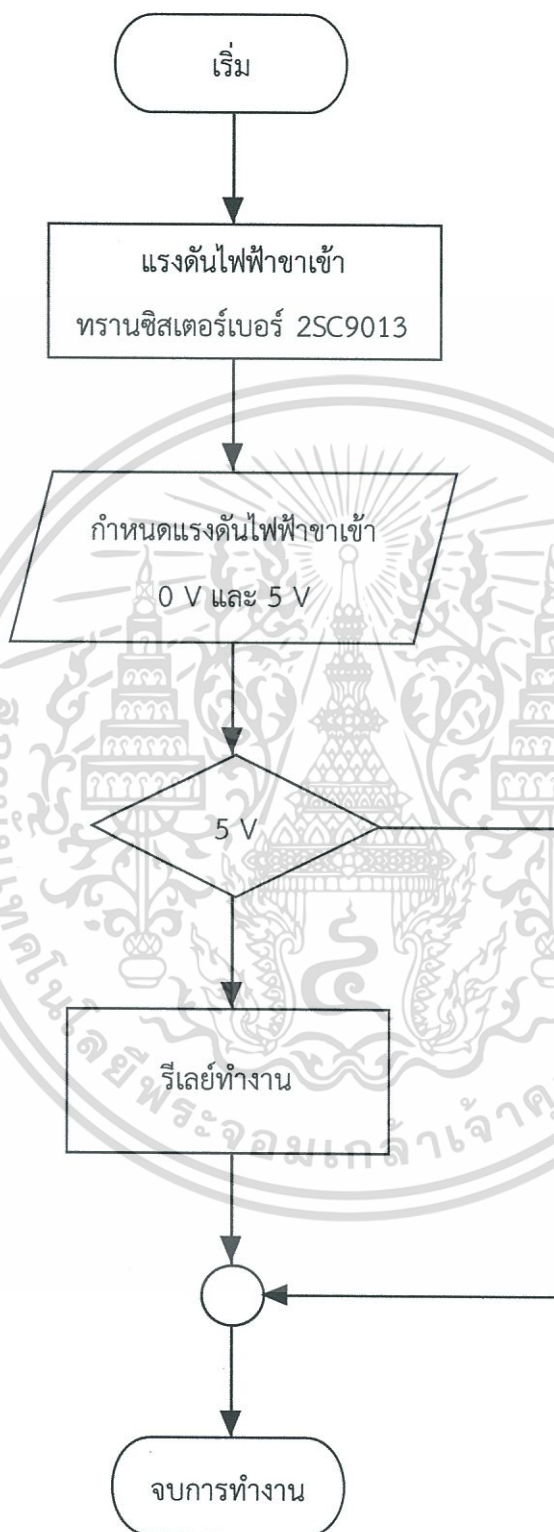 เริ่ม
แรงดันไฟฟ้าขาเข้า
ทรานซิสเตอร์เบอร์ 2SC9013
กำหนดแรงดันไฟฟ้าขาเข้า
0 V และ 5 V
5 V
รีเลย์ทำงาน
จบการทำงาน